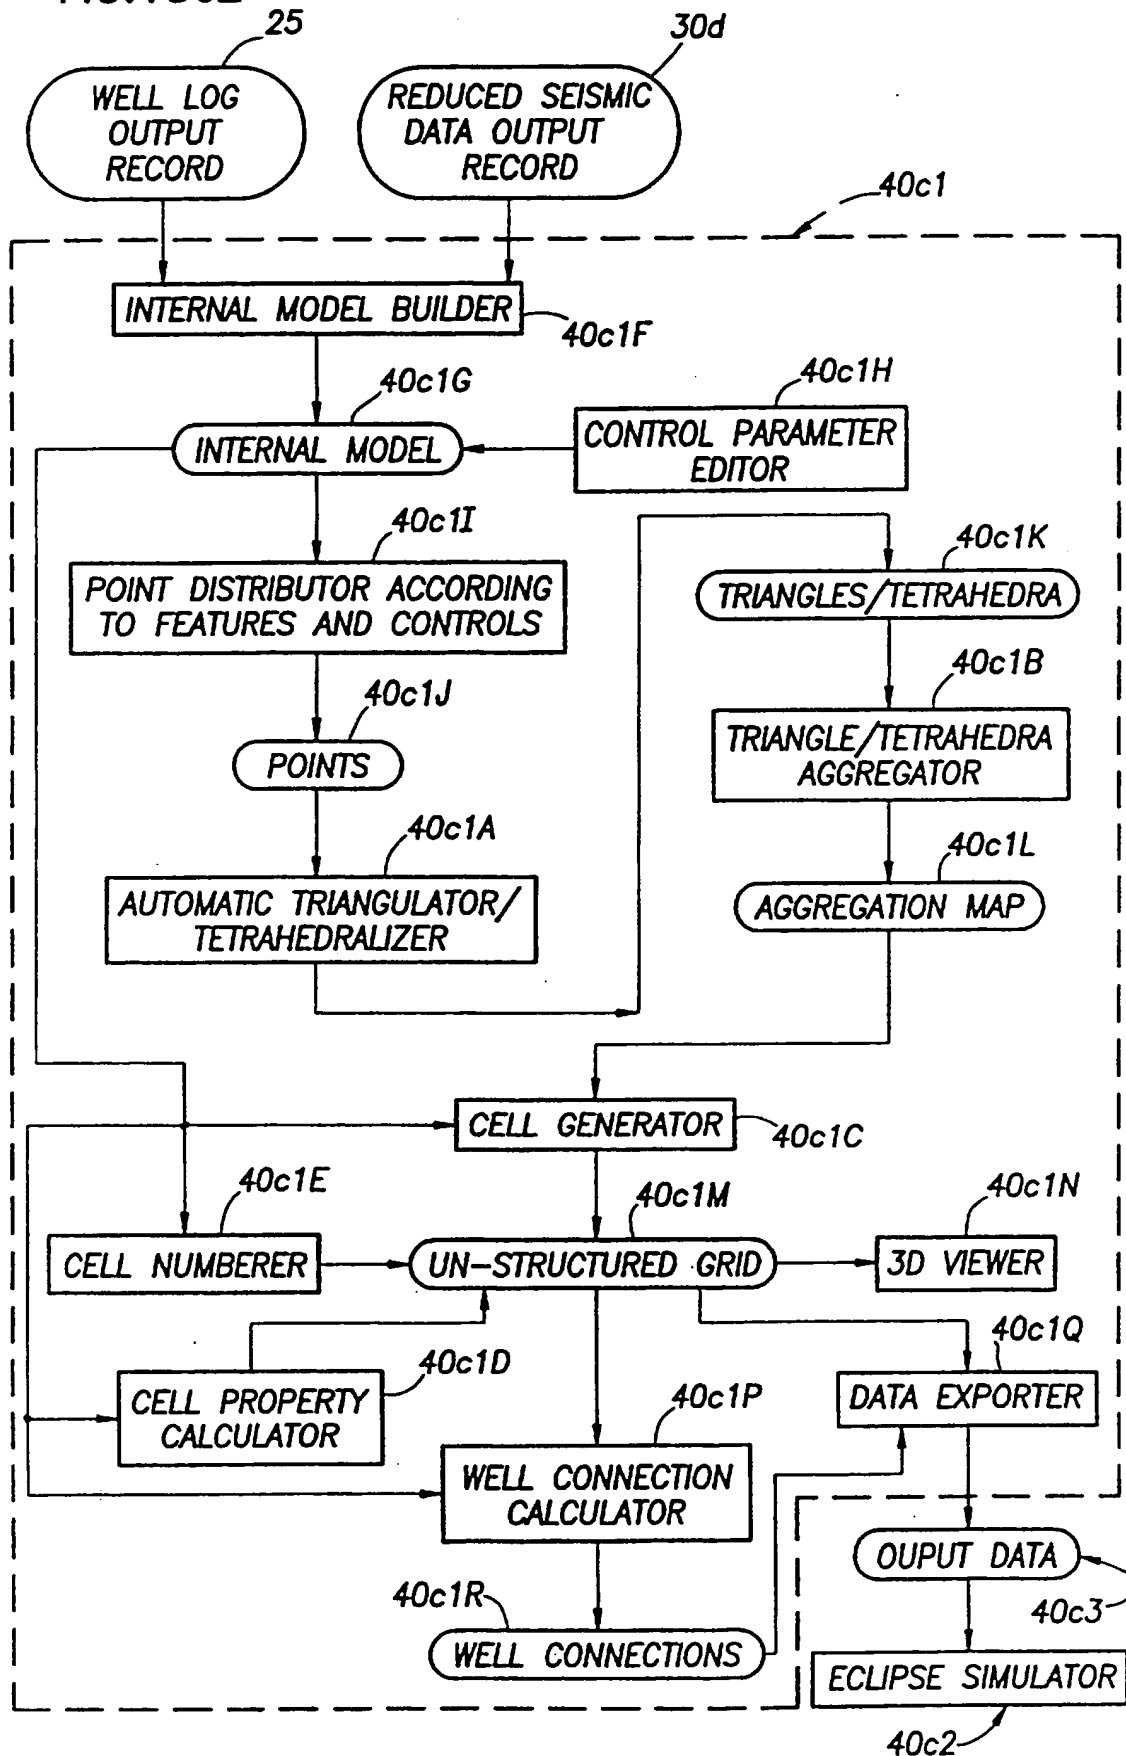 25
30d
WELL LOG
OUTPUT
RECORD
REDUCED SEISMIC
DATA OUTPUT
RECORD
40c1
INTERNAL MODEL BUILDER
40c1F
40c1G
40c1H
INTERNAL MODEL
CONTROL PARAMETER
EDITOR
40c1I
40c1K
POINT DISTRIBUTOR ACCORDING
TO FEATURES AND CONTROLS
TRIANGLES/TETRAHEDRA
40c1J
40c1B
POINTS
TRIANGLE/TETRAHEDRA
AGGREGATOR
40c1A
40c1L
AUTOMATIC TRIANGULATOR/
TETRAHEDRALIZER
AGGREGATION MAP
CELL GENERATOR
40c1C
40c1E
40c1M
40c1N
CELL NUMBERER
UN-STRUCTURED GRID
3D VIEWER
40c1D
40c1Q
CELL PROPERTY
CALCULATOR
40c1P
DATA EXPORTER
WELL CONNECTION
CALCULATOR
OUPUT DATA
40c1R
40c3
WELL CONNECTIONS
ECLIPSE SIMULATOR
40c2